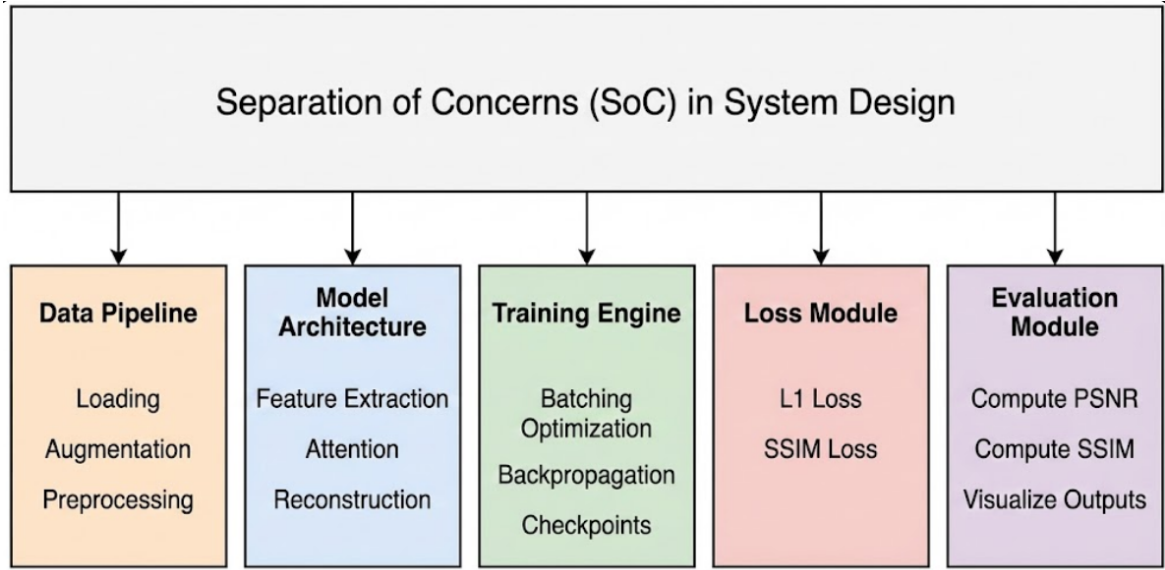 Separation of Concerns (SoC) in System Design
Data Pipeline
Loading
Augmentation
Preprocessing
Model
Architecture
Feature Extraction
Attention
Reconstruction
Training Engine
Batching
Optimization
Backpropagation
Checkpoints
Loss Module
L1 Loss
SSIM Loss
Evaluation
Module
Compute PSNR
Compute SSIM
Visualize Outputs